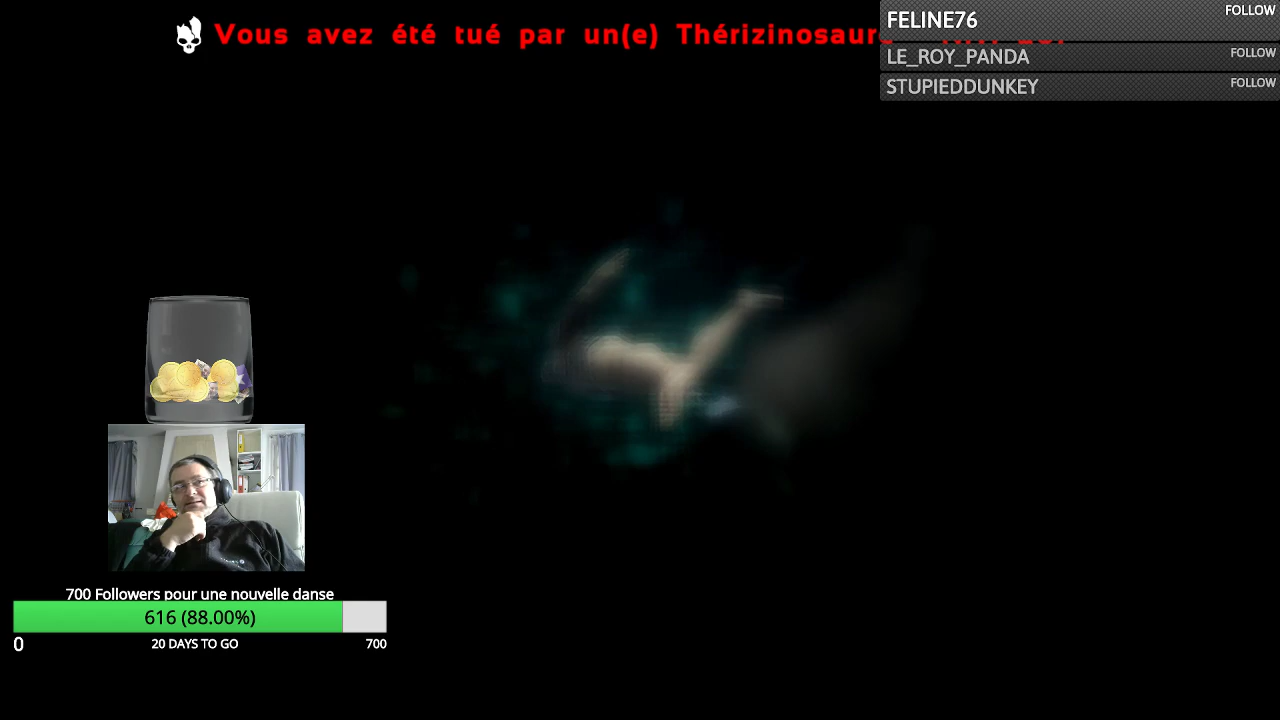 Vous avez été tué par un(e) Thérizinosaure
FELINE76 FOLLOW
LE_ROY_PANDA FOLLOW
STUPIEDDUNKEY FOLLOW
700 Followers pour une nouvelle danse
616 (88.00%)
0 20 DAYS TO GO 700